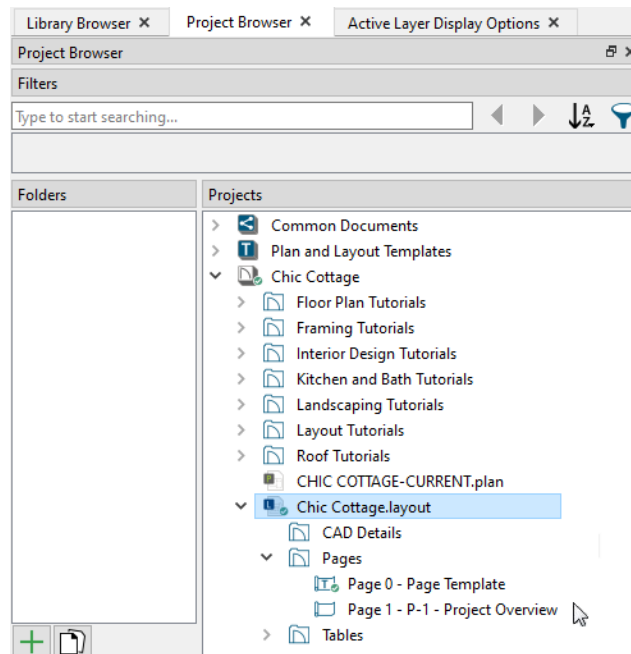 Library Browser Project Browser Active Layer Display Options
Project Browser
Filters
Type to start searching...
Folders
Projects
Common Documents
Plan and Layout Templates
Chic Cottage
Floor Plan Tutorials
Framing Tutorials
Interior Design Tutorials
Kitchen and Bath Tutorials
Landscaping Tutorials
Layout Tutorials
Roof Tutorials
CHIC COTTAGE-CURRENT.plan
Chic Cottage.layout
CAD Details
Pages
Page 0 - Page Template
Page 1 - P-1 - Project Overview
Tables